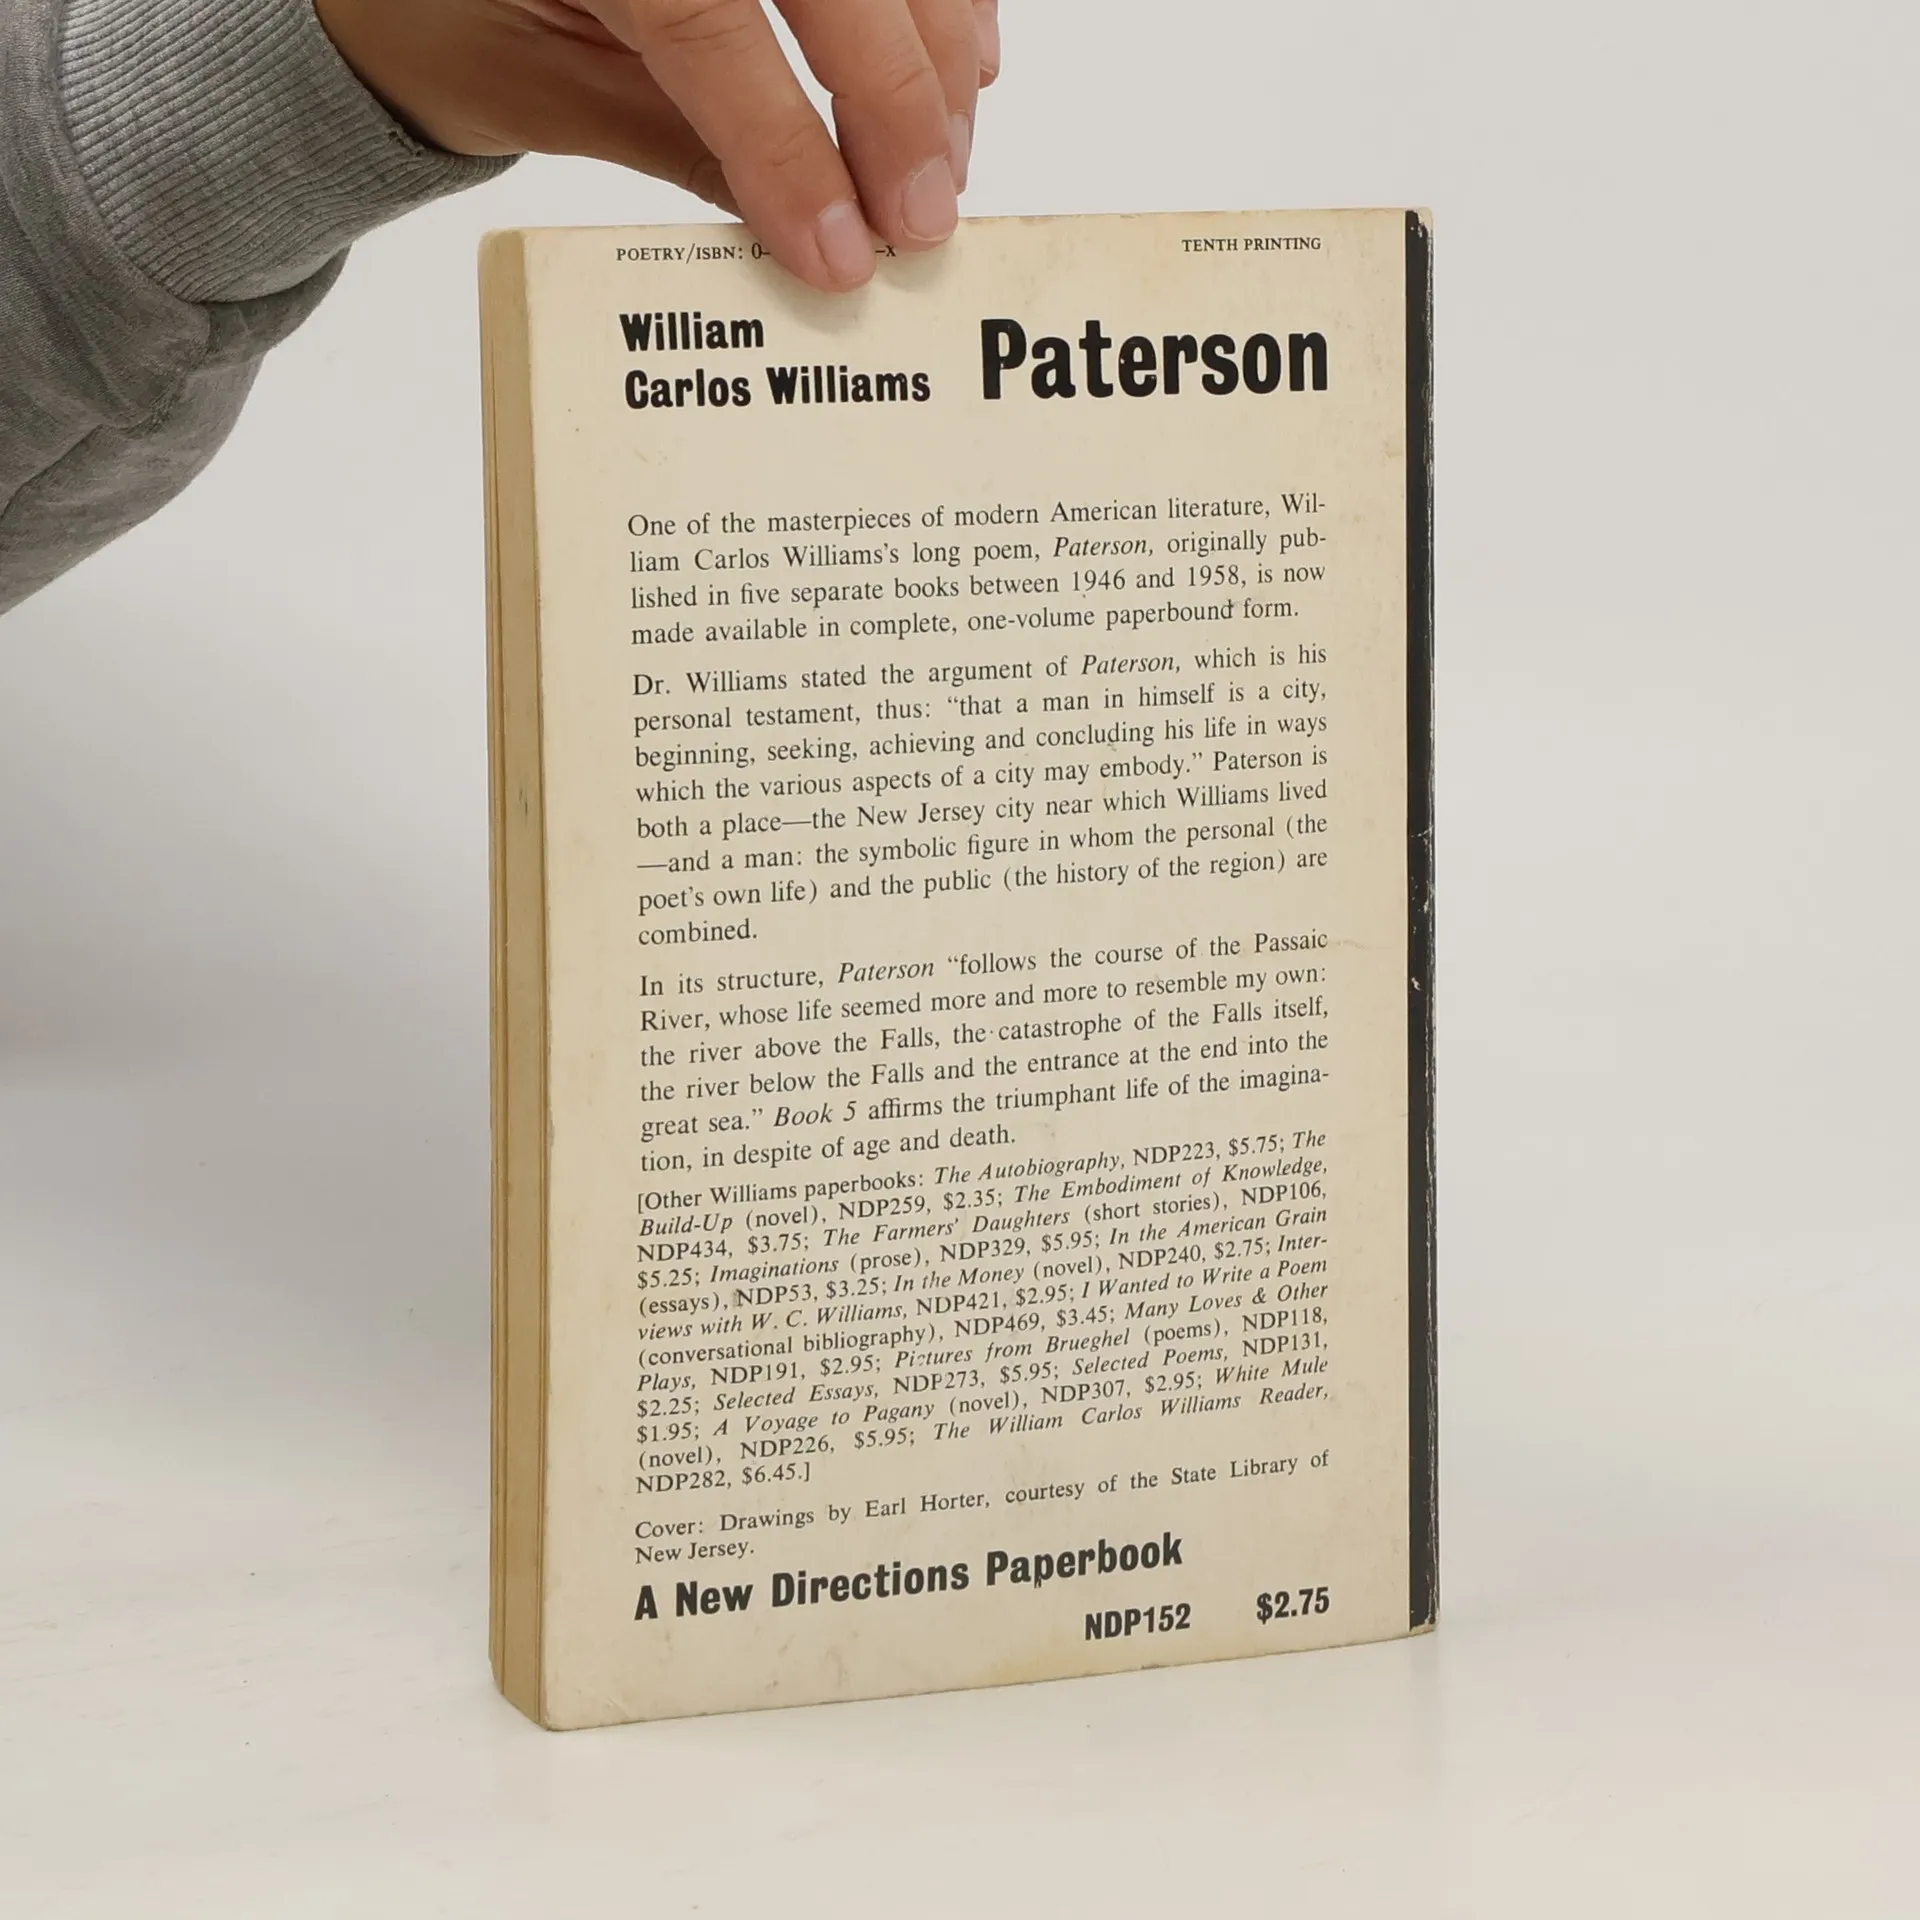 POETRY/ISBN: 0- –X
TENTH PRINTING
William
Carlos Williams
Paterson
One of the masterpieces of modern American literature, Wil-
liam Carlos Williams's long poem, Paterson, originally pub-
lished in five separate books between 1946 and 1958, is now
made available in complete, one-volume paperbound form.
Dr. Williams stated the argument of Paterson, which is his
personal testament, thus: “that a man in himself is a city,
beginning, seeking, achieving and concluding his life in ways
which the various aspects of a city may embody.” Paterson is
both a place—the New Jersey city near which Williams lived
—and a man: the symbolic figure in whom the personal (the
poet's own life) and the public (the history of the region) are
combined.
In its structure, Paterson “follows the course of the Passaic
River, whose life seemed more and more to resemble my own:
the river above the Falls, the catastrophe of the Falls itself,
the river below the Falls and the entrance at the end into the
great sea.” Book 5 affirms the triumphant life of the imagina-
tion, in despite of age and death.
[Other Williams paperbooks: The Autobiography, NDP223, $5.75; The
Build-Up (novel), NDP259, $2.35; The Embodiment of Knowledge,
NDP434, $3.75; The Farmers' Daughters (short stories), NDP106,
$5.25; Imaginations (prose), NDP329, $5.95; In the American Grain
(essays), NDP53, $3.25; In the Money (novel), NDP240, $2.75; Inter-
views with W. C. Williams, NDP421, $2.95; I Wanted to Write a Poem
(conversational bibliography), NDP469, $3.45; Many Loves & Other
Plays, NDP191, $2.95; Pictures from Brueghel (poems), NDP118,
$2.25; Selected Essays, NDP273, $5.95; Selected Poems, NDP131,
$1.95; A Voyage to Pagany (novel), NDP307, $2.95; White Mule
(novel), NDP226, $5.95; The William Carlos Williams Reader,
NDP282, $6.45.]
Cover: Drawings by Earl Horter, courtesy of the State Library of
New Jersey.
A New Directions Paperbook
NDP152 $2.75